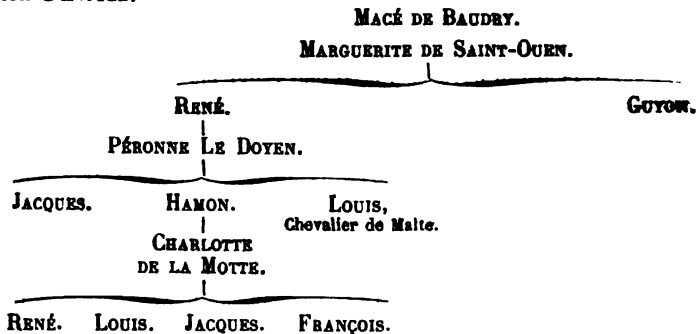 Macé de Baudry.
Marguerite de Saint-Ouen.
René. Guyon.
Péronne Le Doyen.
Jacques. Hamon. Louis,
Chevalier de Malte.
Charlotte
de la Motte.
René. Louis. Jacques. François.